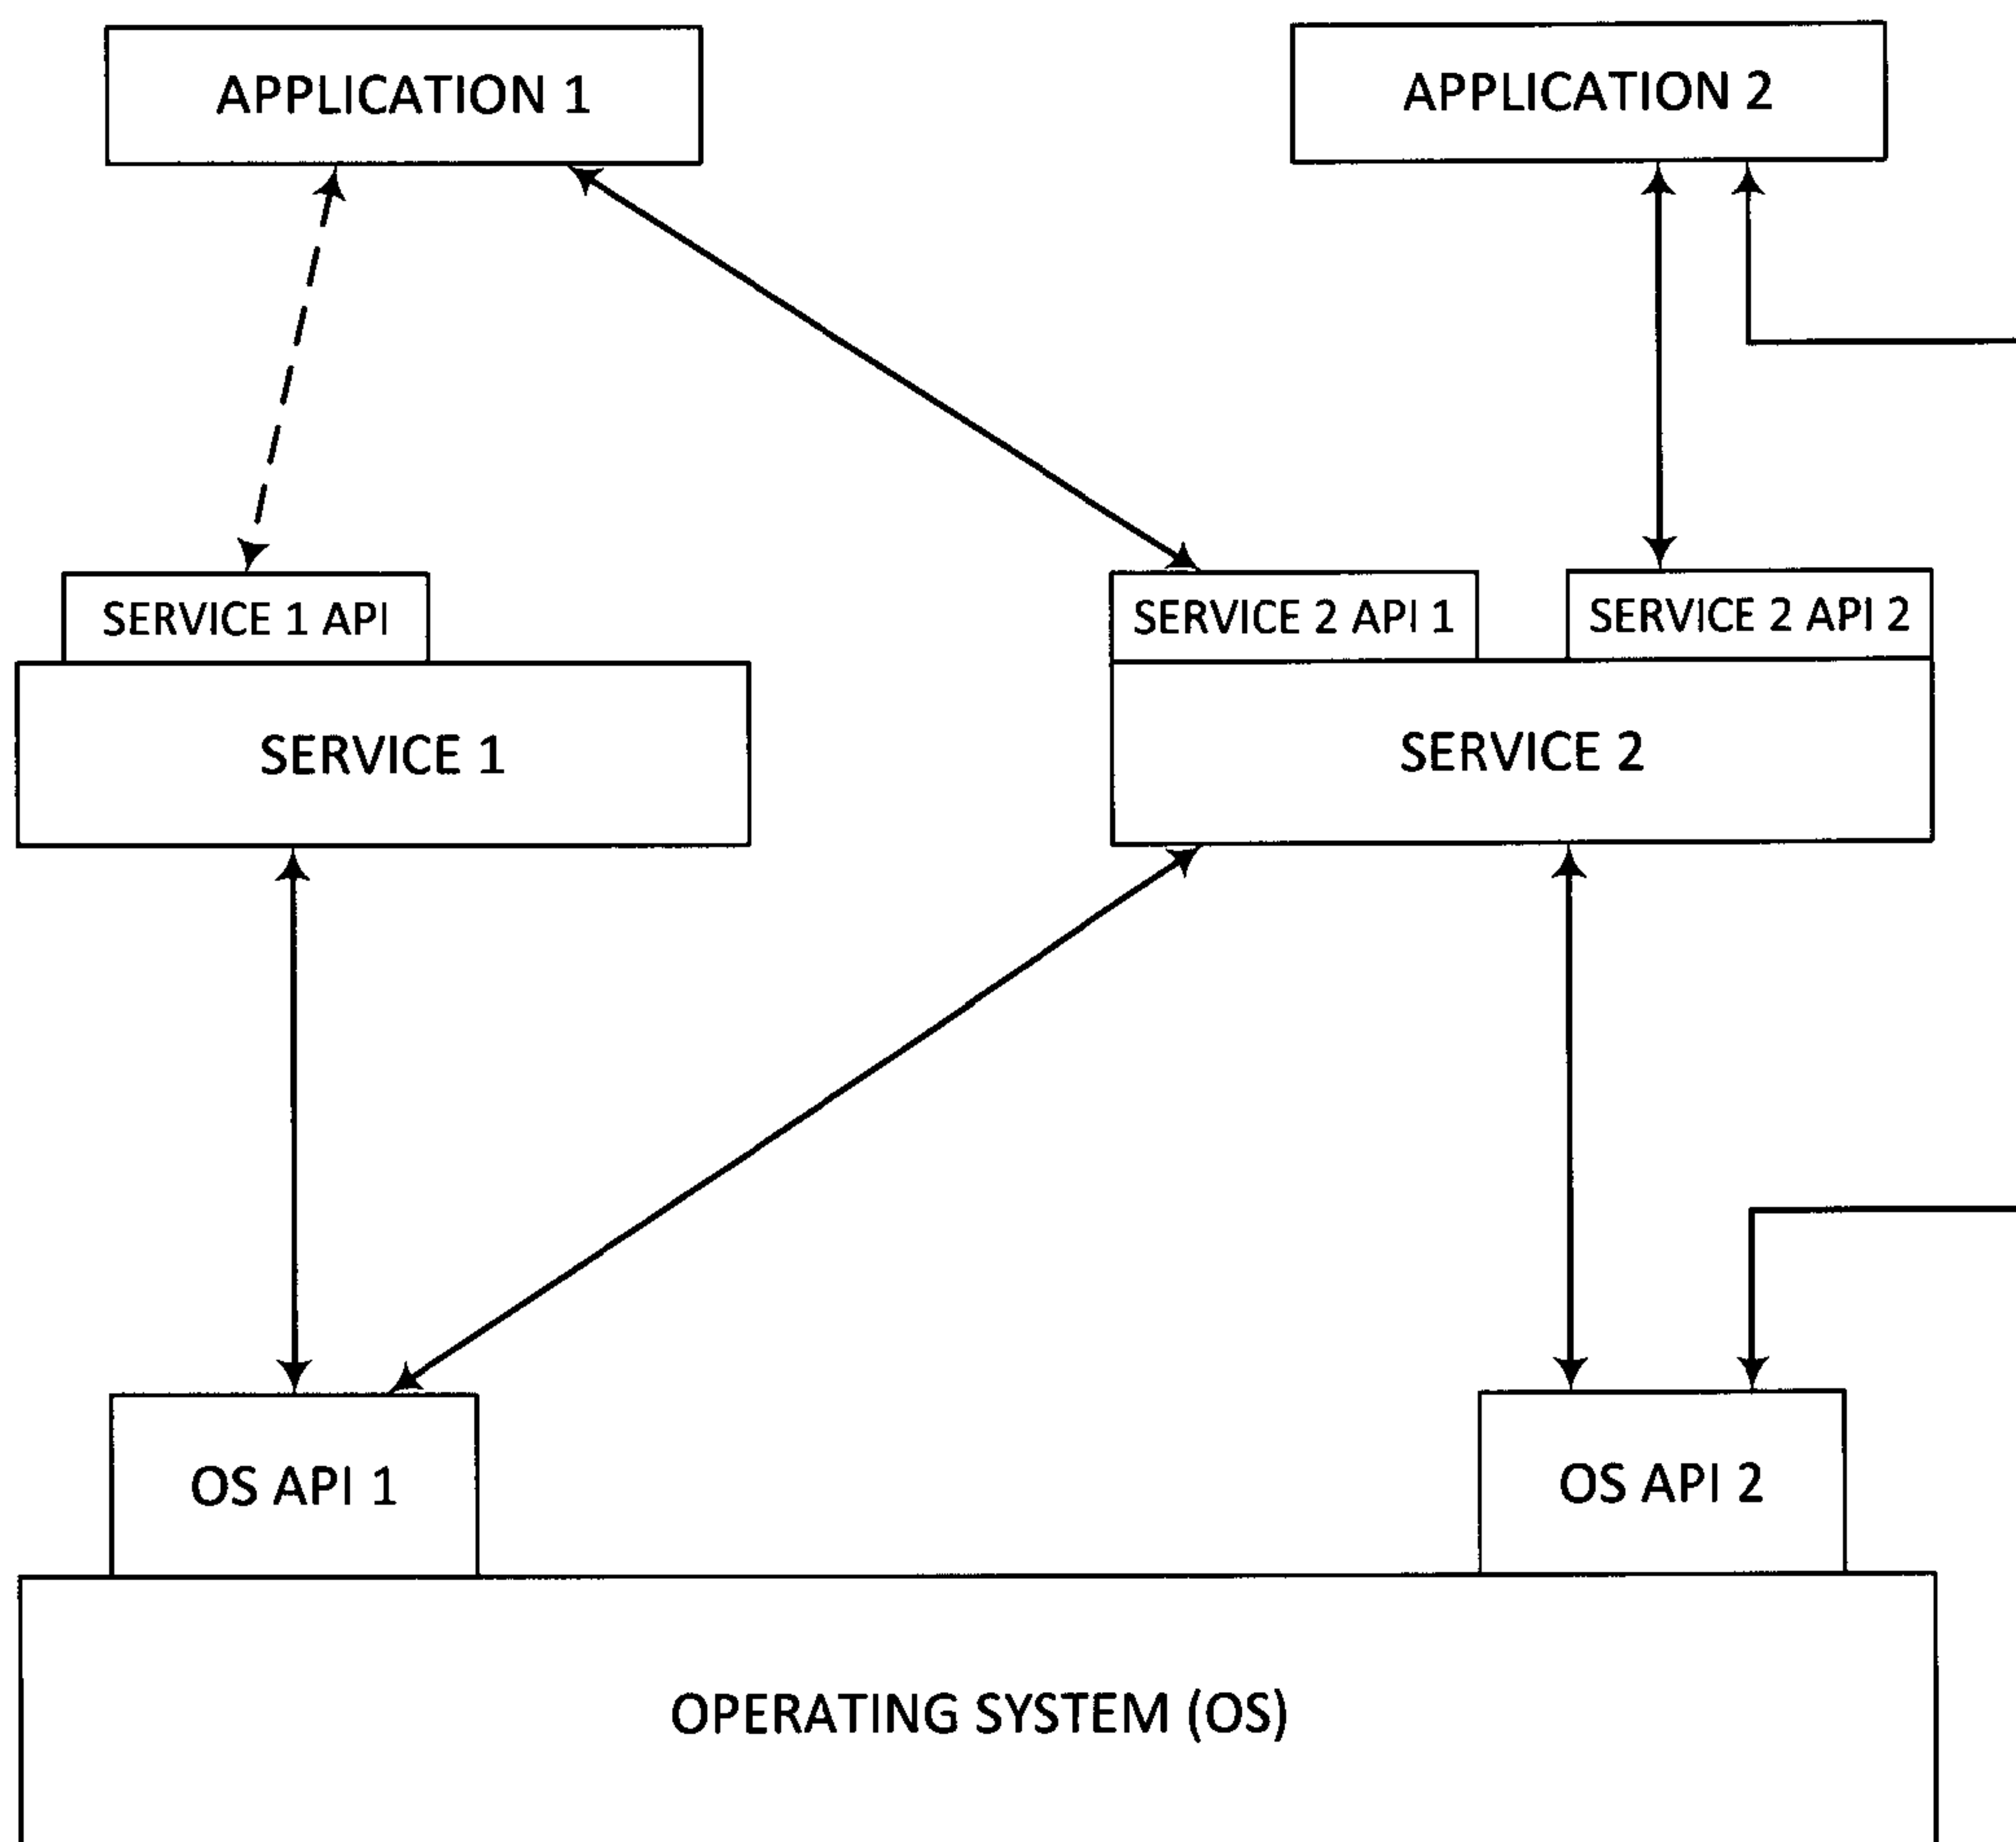 APPLICATION 1
APPLICATION 2
SERVICE 1 API
SERVICE 2 API 1
SERVICE 2 API 2
SERVICE 1
SERVICE 2
OS API 1
OS API 2
OPERATING SYSTEM (OS)